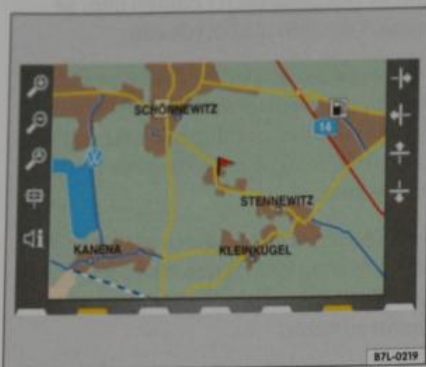 SCHÖNNEWITZ
14
STENNEWITZ
KANENA
KLEINKUGEL
B7L-0219